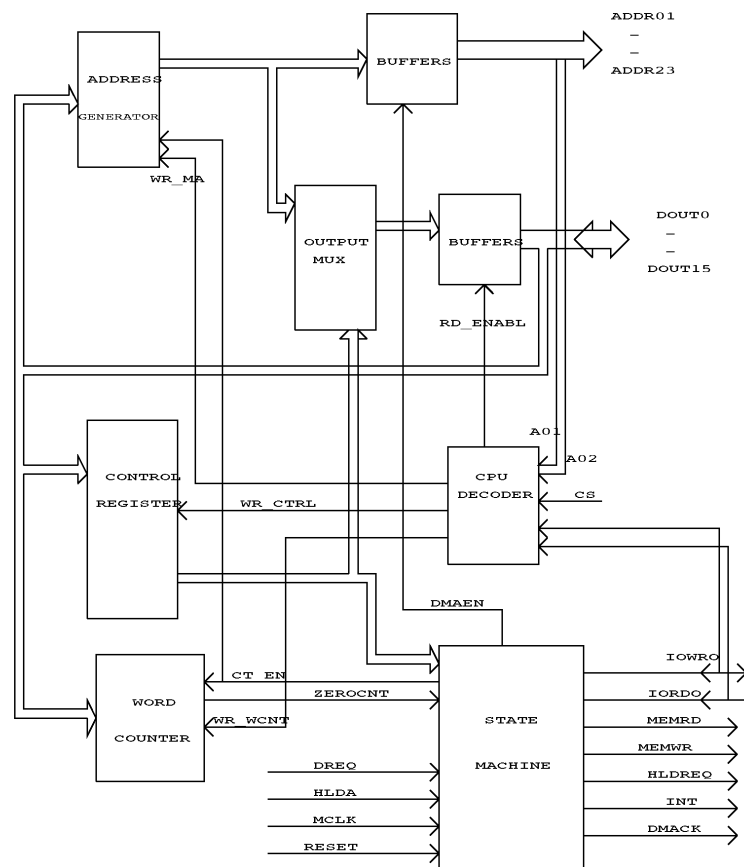 ADDR01
–
–
ADDR23
ADDRESS
GENERATOR
BUFFERS
WR_MA
OUTPUT
MUX
BUFFERS
DOUT0
–
–
DOUT15
RD_ENABL
A01
A02
CONTROL
REGISTER
WR_CTRL
CPU
DECODER
CS
DMAEN
IOWRO
CT_EN
ZEROCNT
IORDO
WORD
COUNTER
WR_WCNT
STATE
MACHINE
MEMRD
MEMWR
HLDREQ
INT
DMACK
DREQ
HLDA
MCLK
RESET